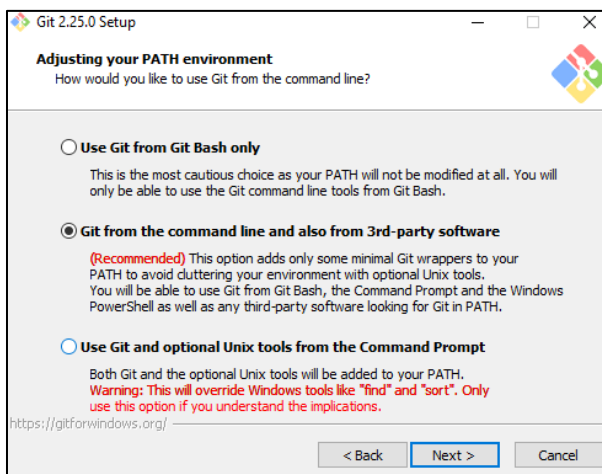 Git 2.25.0 Setup
Adjusting your PATH environment
How would you like to use Git from the command line?
Use Git from Git Bash only
This is the most cautious choice as your PATH will not be modified at all. You will
only be able to use the Git command line tools from Git Bash.
Git from the command line and also from 3rd-party software
(Recommended) This option adds only some minimal Git wrappers to your
PATH to avoid cluttering your environment with optional Unix tools.
You will be able to use Git from Git Bash, the Command Prompt and the Windows
PowerShell as well as any third-party software looking for Git in PATH.
Use Git and optional Unix tools from the Command Prompt
Both Git and the optional Unix tools will be added to your PATH.
Warning: This will override Windows tools like "find" and "sort". Only
use this option if you understand the implications.
https://gitforwindows.org/
< Back
Next >
Cancel